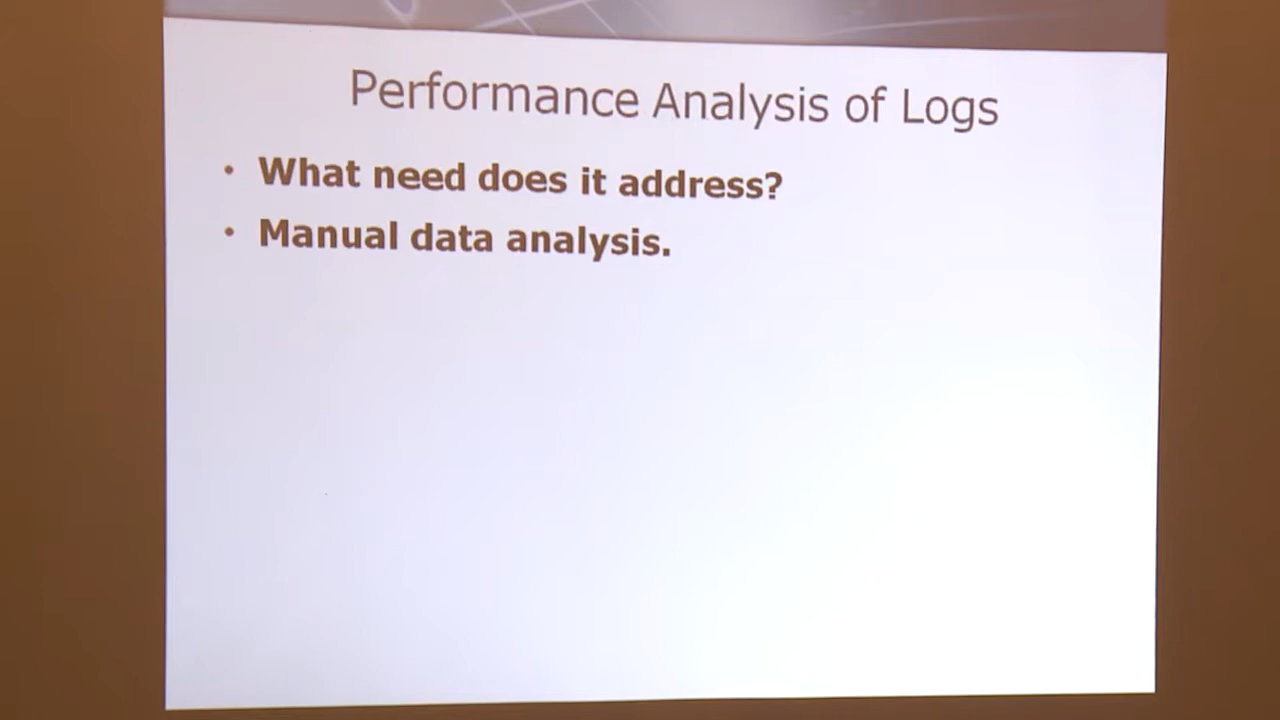 Performance Analysis of Logs
• What need does it address?
• Manual data analysis.